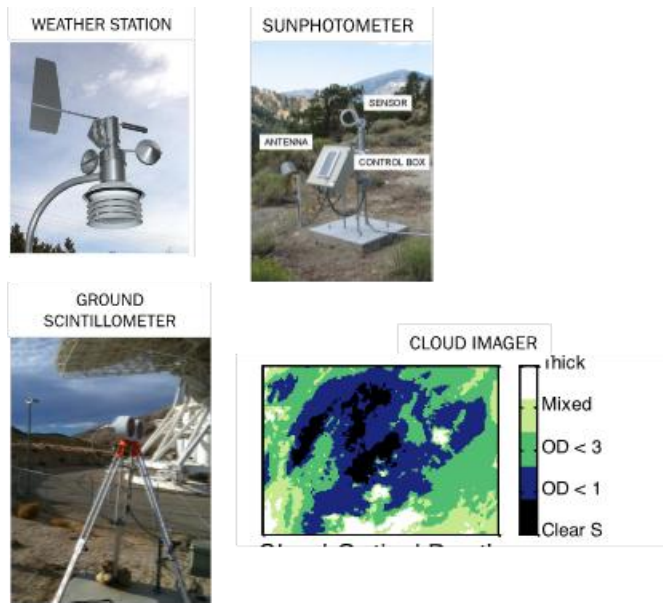 WEATHER STATION
SUNPHOTOMETER
SENSOR
ANTENNA
CONTROL BOX
GROUND
SCINTILLOMETER
CLOUD IMAGER
Thick
Mixed
OD < 3
OD < 1
Clear S